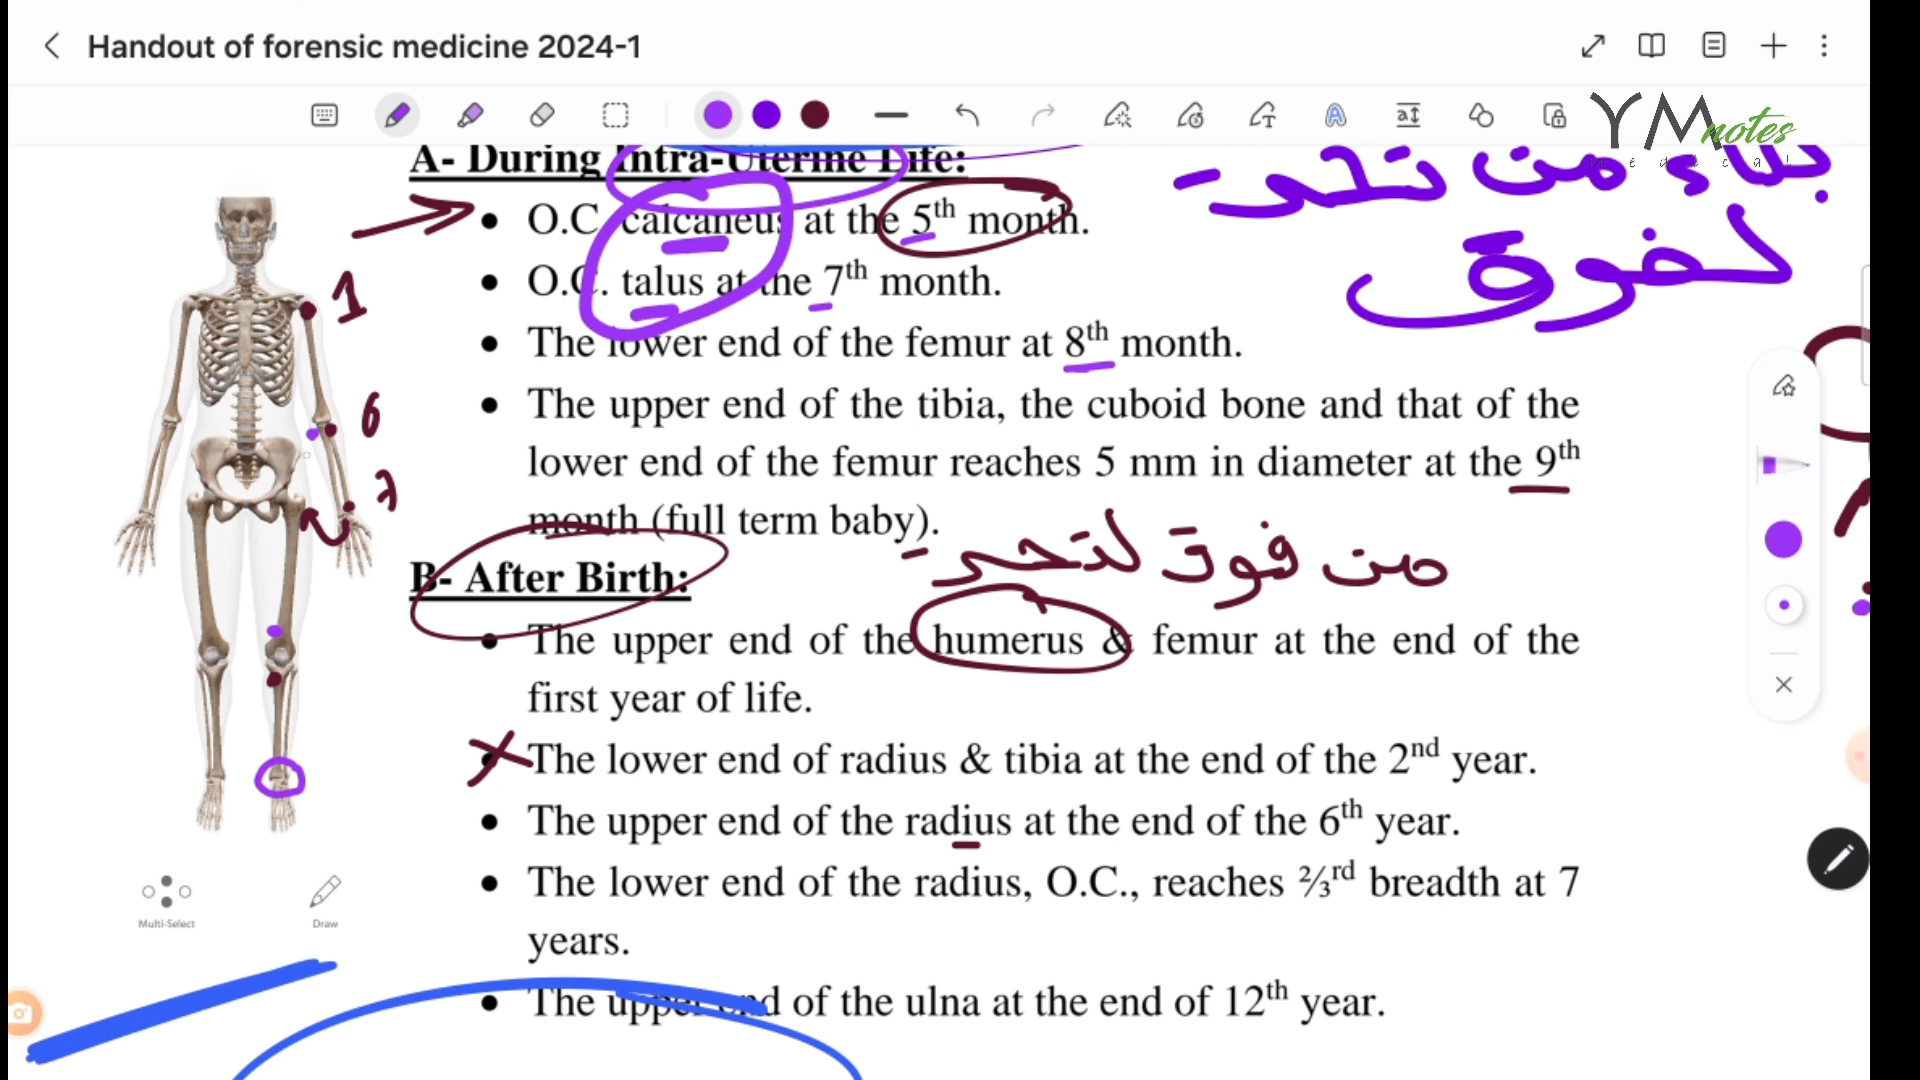 Handout of forensic medicine 2024-1
YM notes
medical
A- During Intra-Uterine Life:
بناء من تحت
لفوق
• O.C. calcaneus at the 5th month.
• O.C. talus at the 7th month.
• The lower end of the femur at 8th month.
• The upper end of the tibia, the cuboid bone and that of the
lower end of the femur reaches 5 mm in diameter at the 9th
month (full term baby).
من فوق لتحت
B- After Birth:
• The upper end of the humerus & femur at the end of the
first year of life.
• The lower end of radius & tibia at the end of the 2nd year.
• The upper end of the radius at the end of the 6th year.
• The lower end of the radius, O.C., reaches ⅔rd breadth at 7
years.
• The upper end of the ulna at the end of 12th year.
1
6
7
Multi-Select
Draw